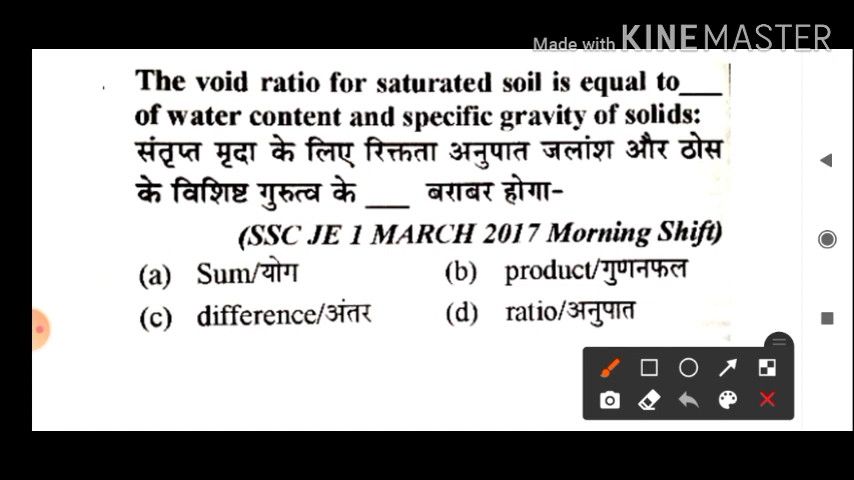 Made with KINEMASTER
The void ratio for saturated soil is equal to___
of water content and specific gravity of solids:
संतृप्त मृदा के लिए रिक्तता अनुपात जलांश और ठोस
के विशिष्ट गुरुत्व के ___ बराबर होगा-
(SSC JE 1 MARCH 2017 Morning Shift)
(a) Sum/योग (b) product/गुणनफल
(c) difference/अंतर (d) ratio/अनुपात